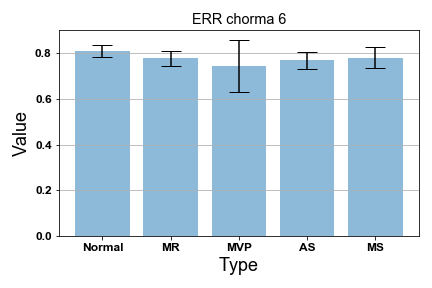 ERR chorma 6
Value
0.8
0.6
0.4
0.2
0.0
Normal MR MVP AS MS
Type